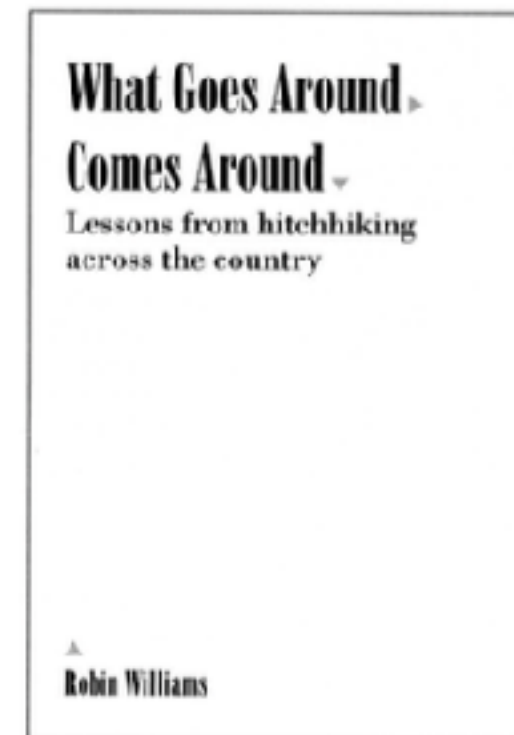 What Goes Around
Comes Around
Lessons from hitchhiking
across the country
Robin Williams